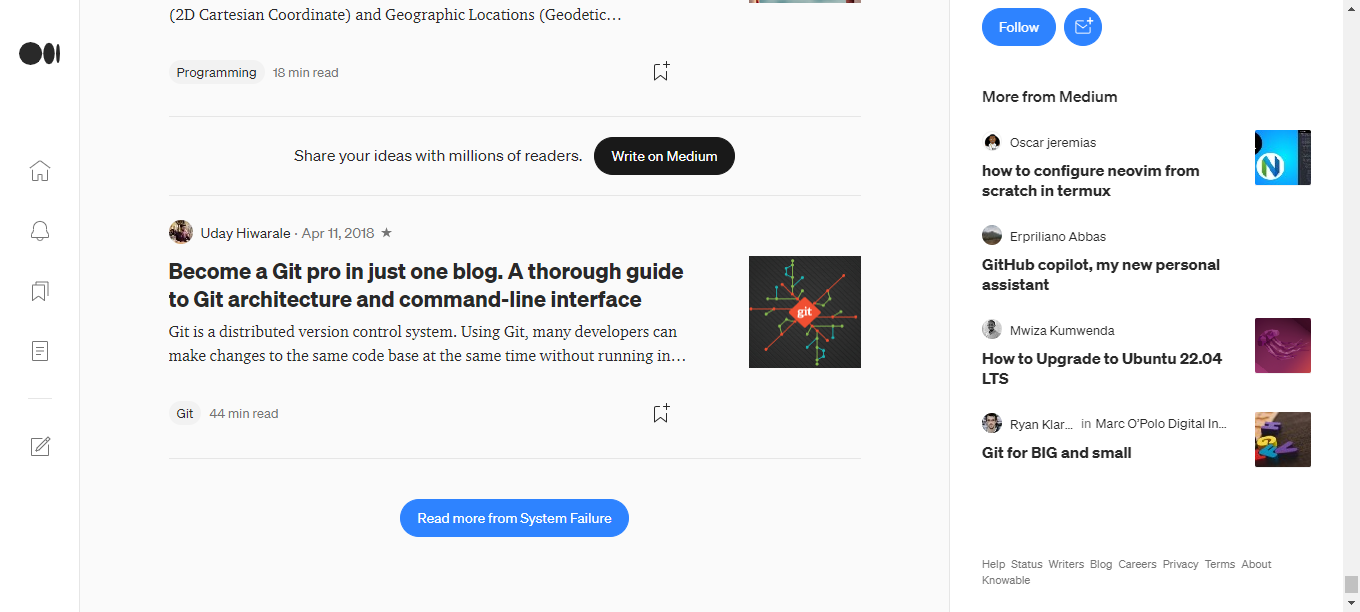 (2D Cartesian Coordinate) and Geographic Locations (Geodetic…
Programming
18 min read
Share your ideas with millions of readers.
Write on Medium
Uday Hiwarale · Apr 11, 2018 ★
Become a Git pro in just one blog. A thorough guide
to Git architecture and command-line interface
Git is a distributed version control system. Using Git, many developers can
make changes to the same code base at the same time without running in…
git
Git
44 min read
Read more from System Failure
Follow
More from Medium
Oscar jeremias
how to configure neovim from
scratch in termux
Erpriliano Abbas
GitHub copilot, my new personal
assistant
Mwiza Kumwenda
How to Upgrade to Ubuntu 22.04
LTS
Ryan Klar… in Marc O'Polo Digital In…
Git for BIG and small
Help Status Writers Blog Careers Privacy Terms About
Knowable